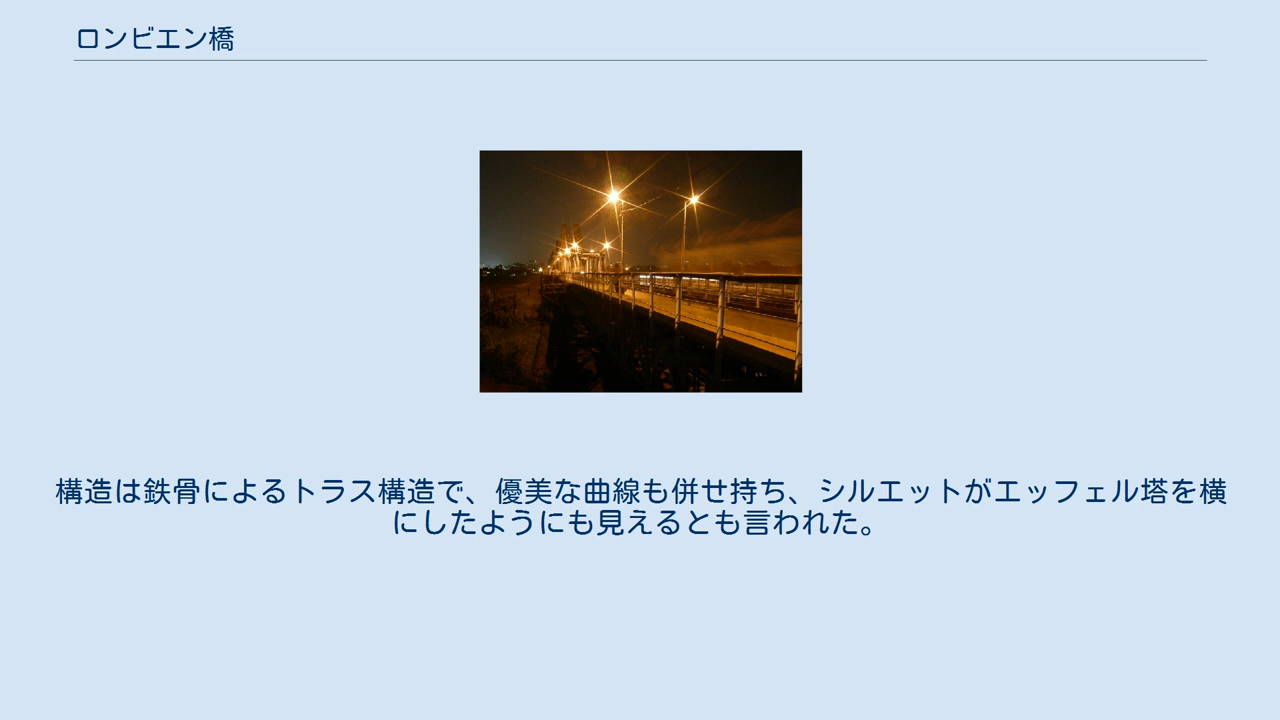 ロンビエン橋
構造は鉄骨によるトラス構造で、優美な曲線も併せ持ち、シルエットがエッフェル塔を横
にしたようにも見えるとも言われた。